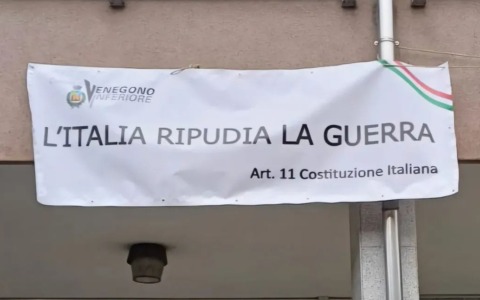 VENEGONO
INFERIORE
L'ITALIA RIPUDIA LA GUERRA
Art. 11 Costituzione Italiana